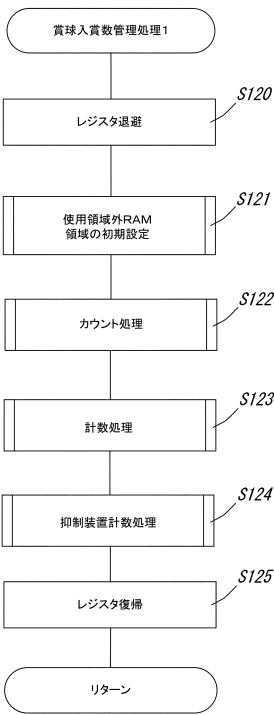 賞球入賞数管理処理1
S120
レジスタ退避
S121
使用領域外RAM
領域の初期設定
S122
カウント処理
S123
計数処理
S124
抑制装置計数処理
S125
レジスタ復帰
リターン